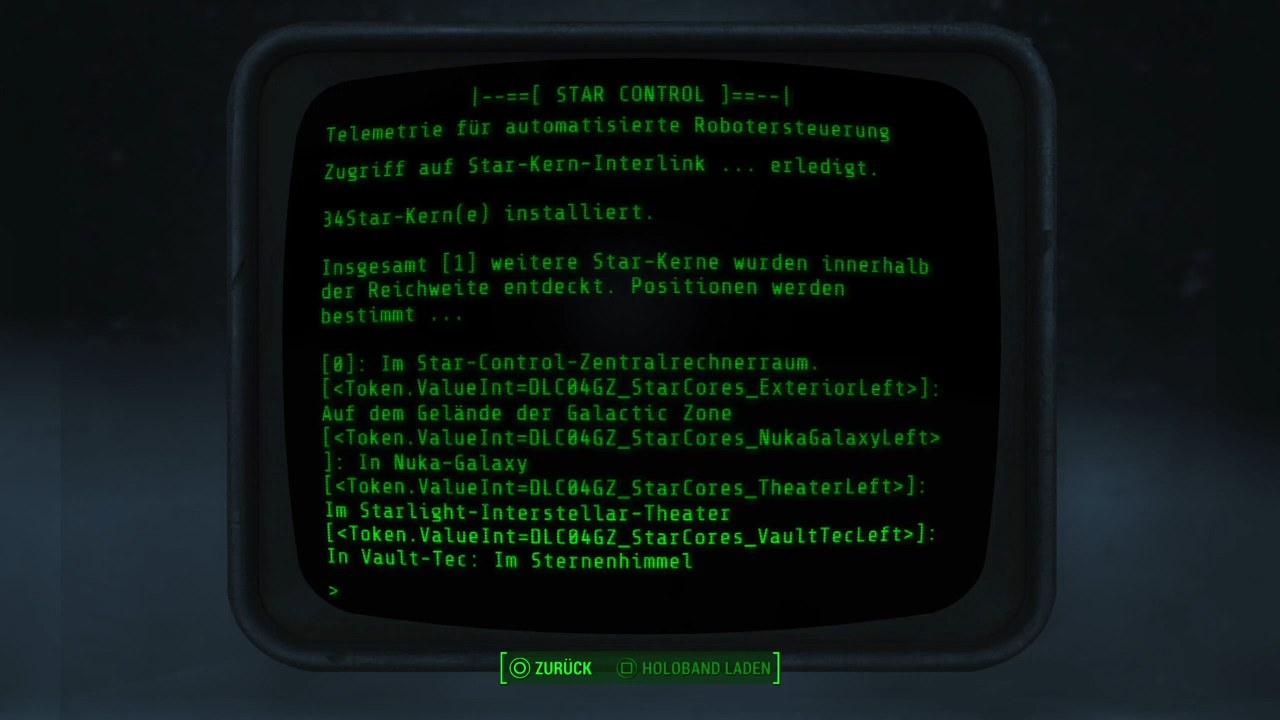 |--==[ STAR CONTROL ]==--|
Telemetrie für automatisierte Robotersteuerung
Zugriff auf Star-Kern-Interlink ... erledigt.
34Star-Kern(e) installiert.
Insgesamt [1] weitere Star-Kerne wurden innerhalb
der Reichweite entdeckt. Positionen werden
bestimmt ...
[0]: Im Star-Control-Zentralrechnerraum.
[<Token.ValueInt=DLC04GZ_StarCores_ExteriorLeft>]:
Auf dem Gelände der Galactic Zone
[<Token.ValueInt=DLC04GZ_StarCores_NukaGalaxyLeft>
]: In Nuka-Galaxy
[<Token.ValueInt=DLC04GZ_StarCores_TheaterLeft>]:
Im Starlight-Interstellar-Theater
[<Token.ValueInt=DLC04GZ_StarCores_VaultTecLeft>]:
In Vault-Tec: Im Sternenhimmel
>
ZURÜCK HOLOBAND LADEN